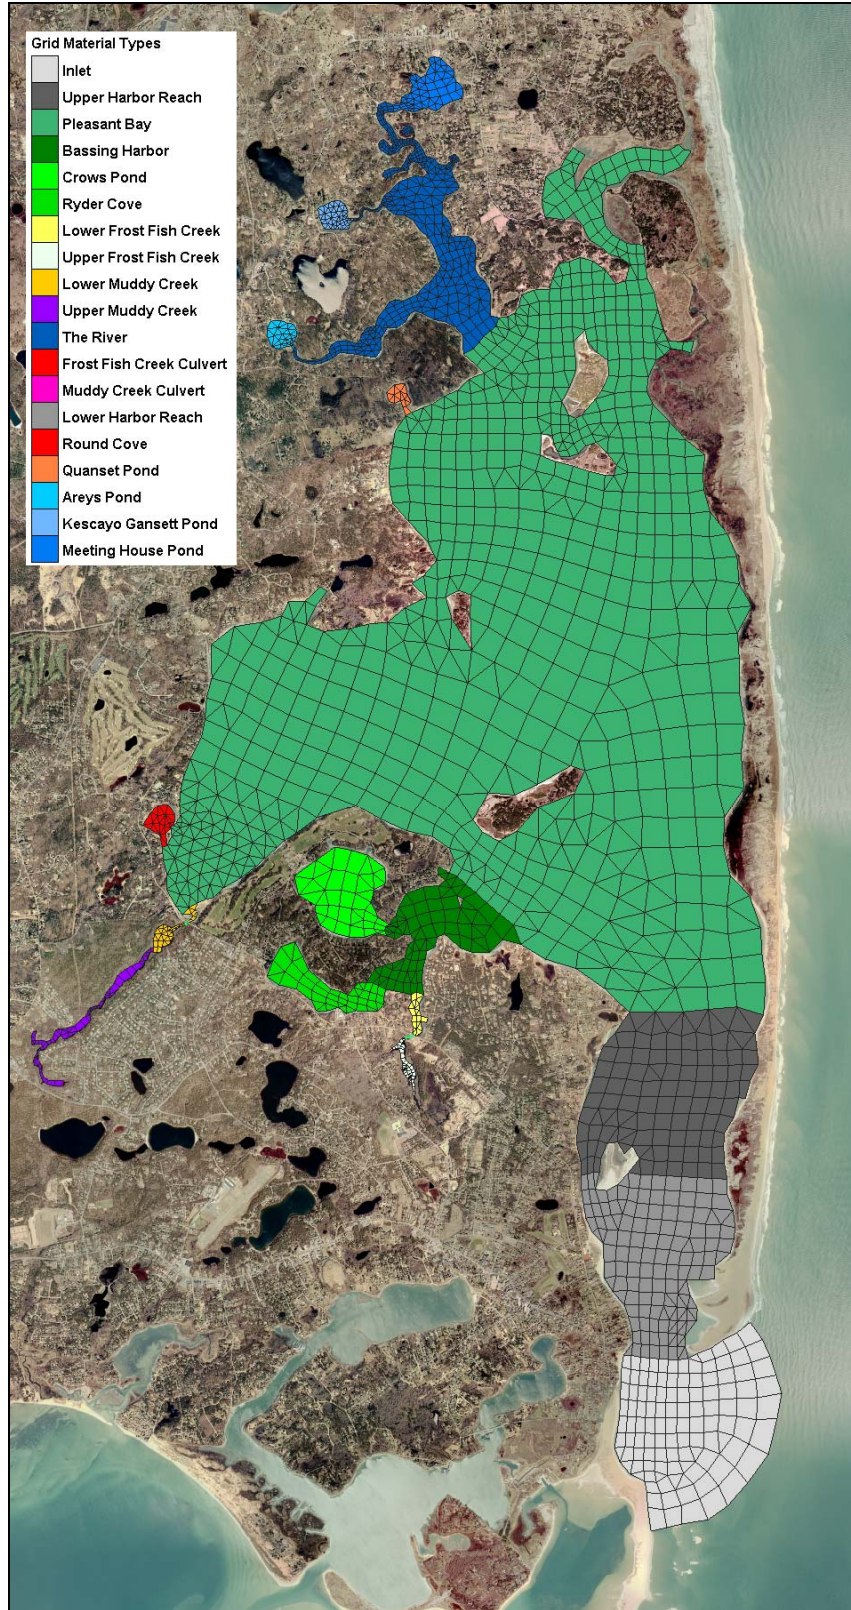 Grid Material Types
Inlet
Upper Harbor Reach
Pleasant Bay
Bassing Harbor
Crows Pond
Ryder Cove
Lower Frost Fish Creek
Upper Frost Fish Creek
Lower Muddy Creek
Upper Muddy Creek
The River
Frost Fish Creek Culvert
Muddy Creek Culvert
Lower Harbor Reach
Round Cove
Quanset Pond
Areys Pond
Kescayo Gansett Pond
Meeting House Pond